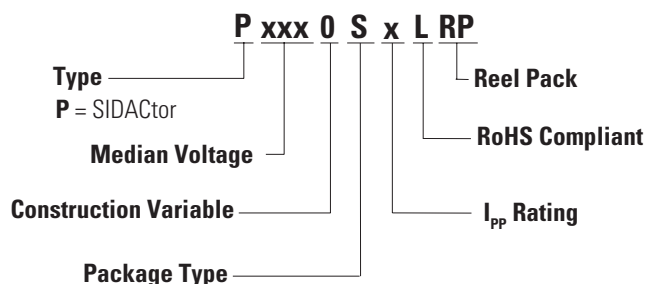 P xxx 0 S x L RP
Type
P = SIDACtor
Median Voltage
Construction Variable
Package Type
Reel Pack
RoHS Compliant
IPP Rating